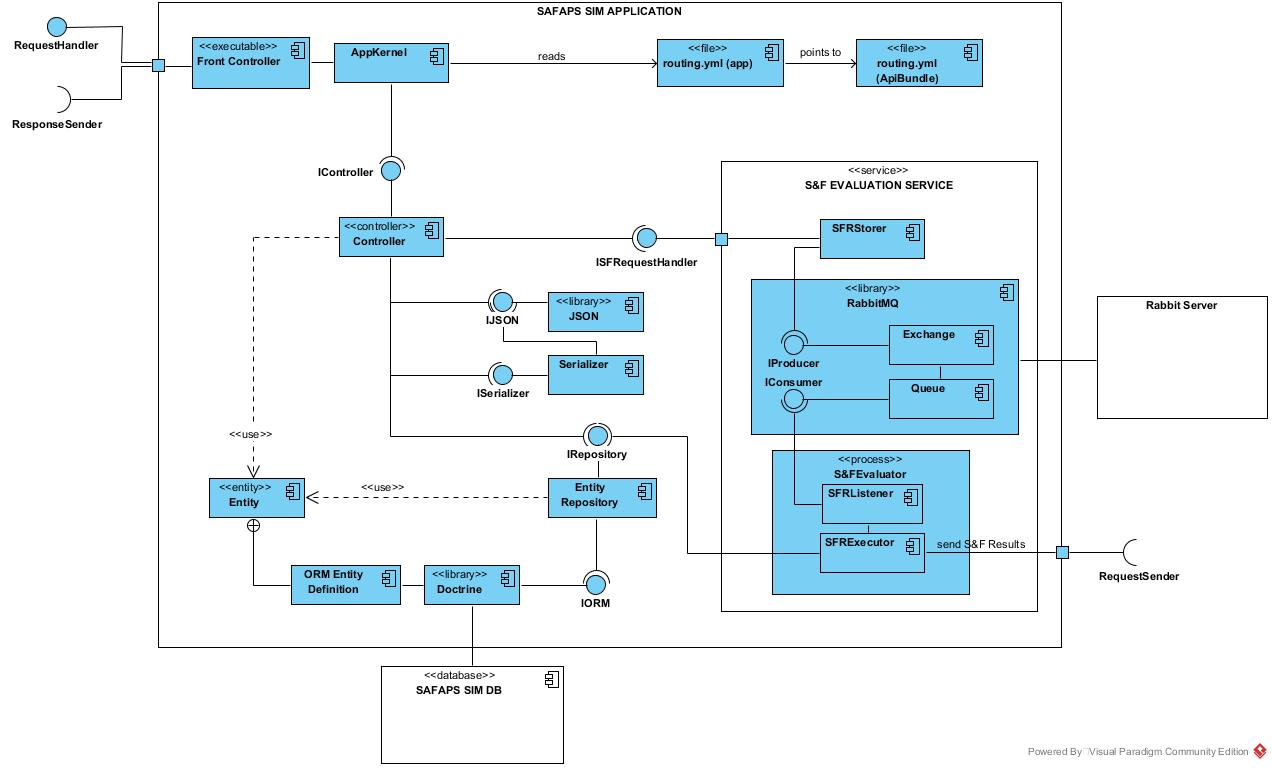 SAFAPS SIM APPLICATION
RequestHandler
ResponseSender
<<executable>>
Front Controller
AppKernel
reads
<<file>>
routing.yml (app)
points to
<<file>>
routing.yml
(ApiBundle)
IController
<<controller>>
Controller
ISFRequestHandler
<<service>>
S&F EVALUATION SERVICE
SFRStorer
<<library>>
RabbitMQ
Exchange
IProducer
IConsumer
Queue
Rabbit Server
IJSON
<<library>>
JSON
Serializer
ISerializer
IRepository
<<use>>
<<entity>>
Entity
<<use>>
Entity
Repository
<<process>>
S&FEvaluator
SFRListener
SFRExecutor
send S&F Results
RequestSender
ORM Entity
Definition
<<library>>
Doctrine
IORM
<<database>>
SAFAPS SIM DB
Powered By Visual Paradigm Community Edition